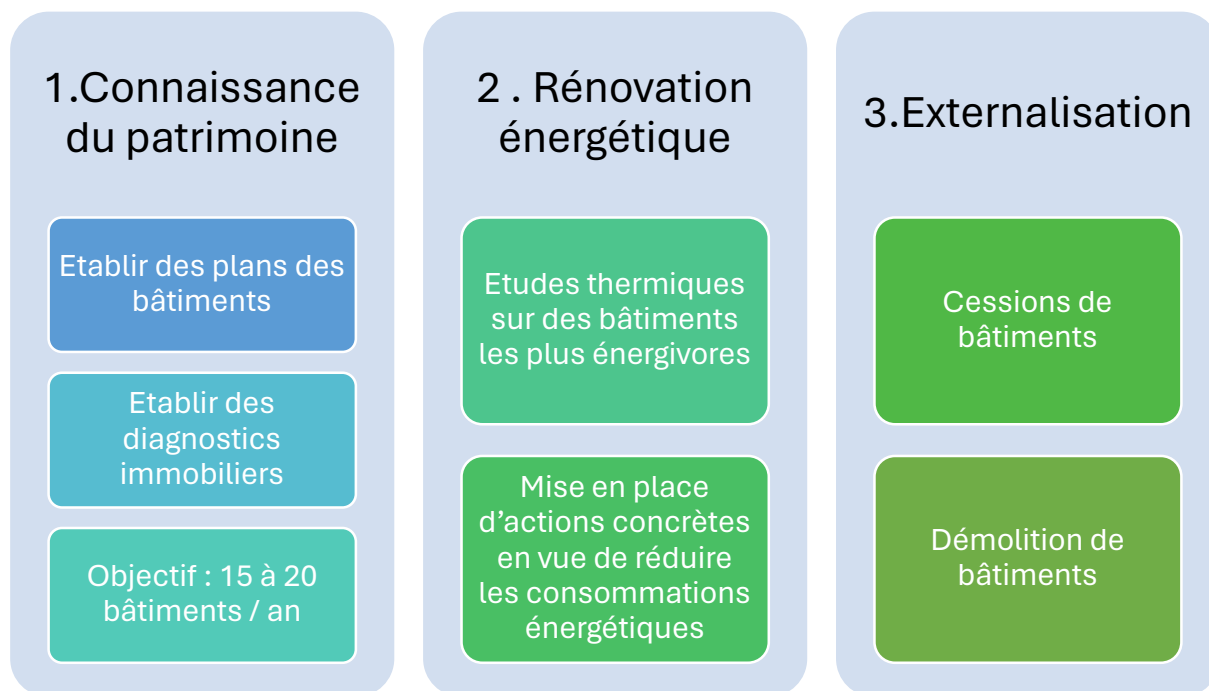 1.Connaissance
du patrimoine
Etablir des plans des
bâtiments
Etablir des
diagnostics
immobiliers
Objectif : 15 à 20
bâtiments / an
2 . Rénovation
énergétique
Etudes thermiques
sur des bâtiments
les plus énergivores
Mise en place
d’actions concrètes
en vue de réduire
les consommations
énergétiques
3.Externalisation
Cessions de
bâtiments
Démolition de
bâtiments